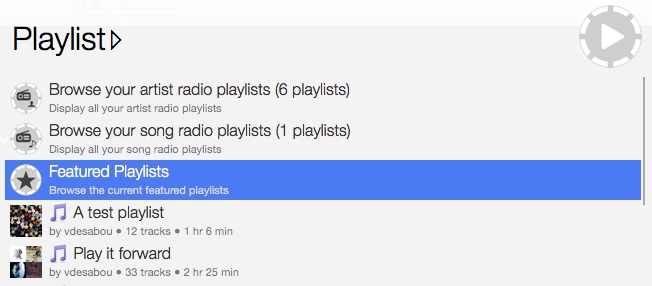 Playlist
Browse your artist radio playlists (6 playlists)
Display all your artist radio playlists
Browse your song radio playlists (1 playlists)
Display all your song radio playlists
Featured Playlists
Browse the current featured playlists
🎵 A test playlist
by vdesabou ● 12 tracks ● 1 hr 6 min
🎵 Play it forward
by vdesabou ● 33 tracks ● 2 hr 25 min